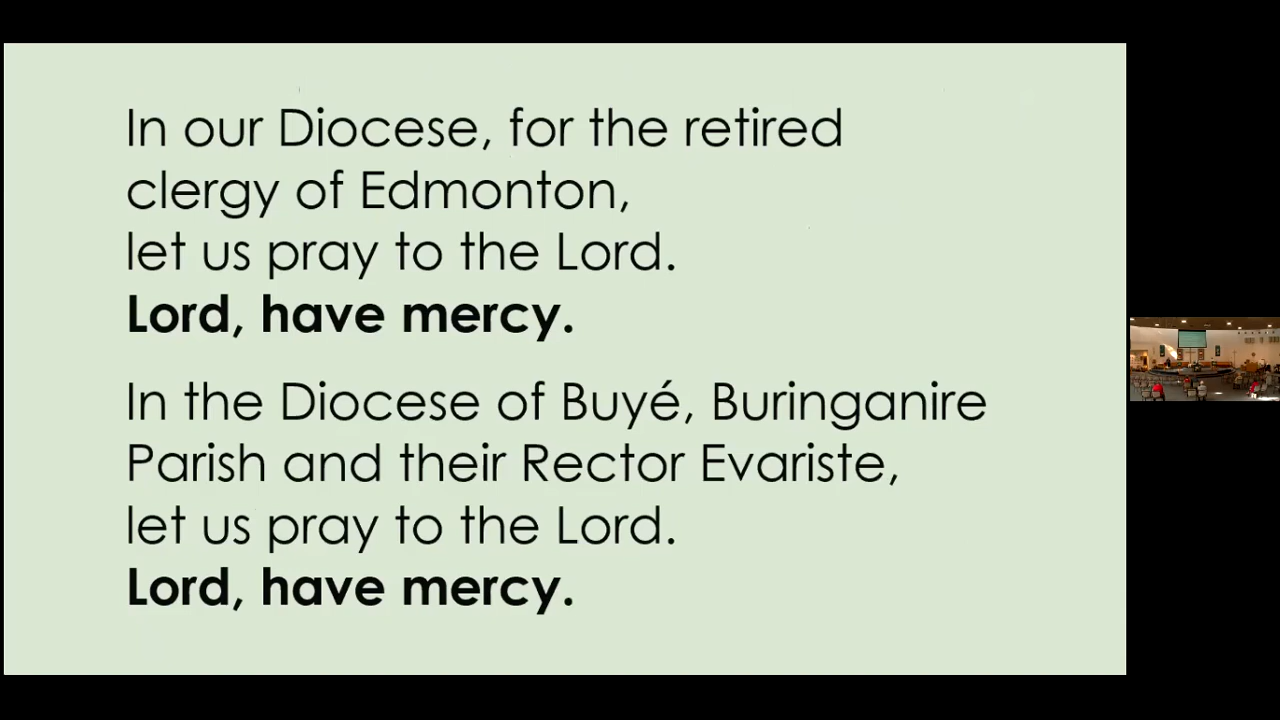 In our Diocese, for the retired
clergy of Edmonton,
let us pray to the Lord.
Lord, have mercy.
In the Diocese of Buyé, Buringanire
Parish and their Rector Evariste,
let us pray to the Lord.
Lord, have mercy.